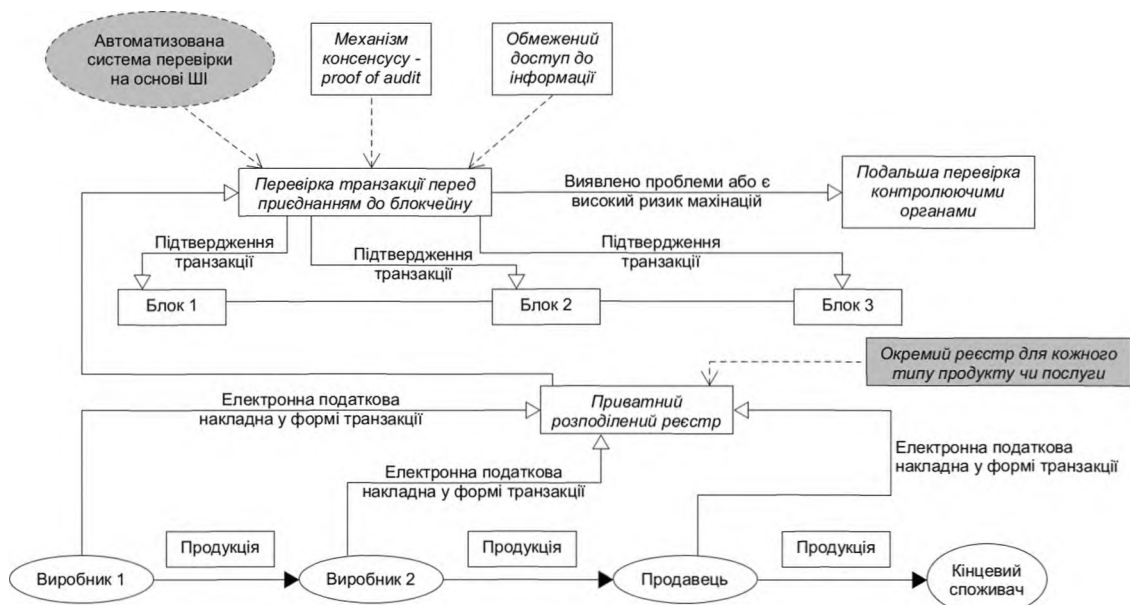 Автоматизована
система перевірки
на основі ШІ
Механізм
консенсусу -
proof of audit
Обмежений
доступ до
інформації
Перевірка транзакції перед
приєднанням до блокчейну
Виявлено проблеми або є
високий ризик махінацій
Подальша перевірка
контролюючими
органами
Підтвердження
транзакції
Підтвердження
транзакції
Підтвердження
транзакції
Блок 1
Блок 2
Блок 3
Окремий реєстр для кожного
типу продукту чи послуги
Електронна податкова
накладна у формі транзакції
Приватний
розподілений реєстр
Електронна податкова
накладна у формі транзакції
Електронна податкова
накладна у формі транзакції
Продукція
Продукція
Продукція
Виробник 1
Виробник 2
Продавець
Кінцевий
споживач